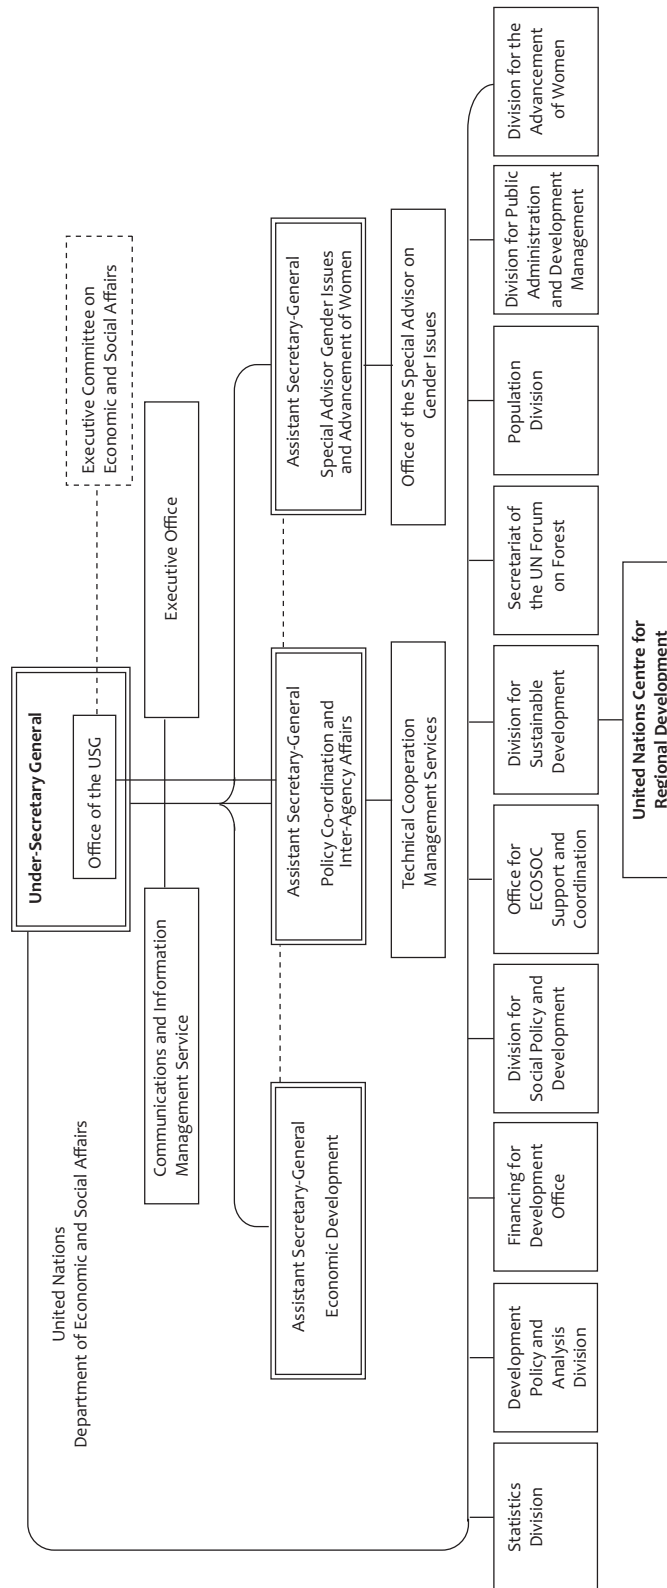 United Nations
Department of Economic and Social Affairs
Under-Secretary General
Office of the USG
Executive Committee on
Economic and Social Affairs
Communications and Information
Management Service
Executive Office
Assistant Secretary-General
Economic Development
Assistant Secretary-General
Policy Co-ordination and
Inter-Agency Affairs
Assistant Secretary-General
Special Advisor Gender Issues
and Advancement of Women
Technical Cooperation
Management Services
Office of the Special Advisor on
Gender Issues
Statistics
Division
Development
Policy and
Analysis
Division
Financing for
Development
Office
Division for
Social Policy and
Development
Office for
ECOSOC
Support and
Coordination
Division for
Sustainable
Development
Secretariat of
the UN Forum
on Forest
Population
Division
Division for Public
Administration
and Development
Management
Division for the
Advancement
of Women
United Nations Centre for
Regional Development